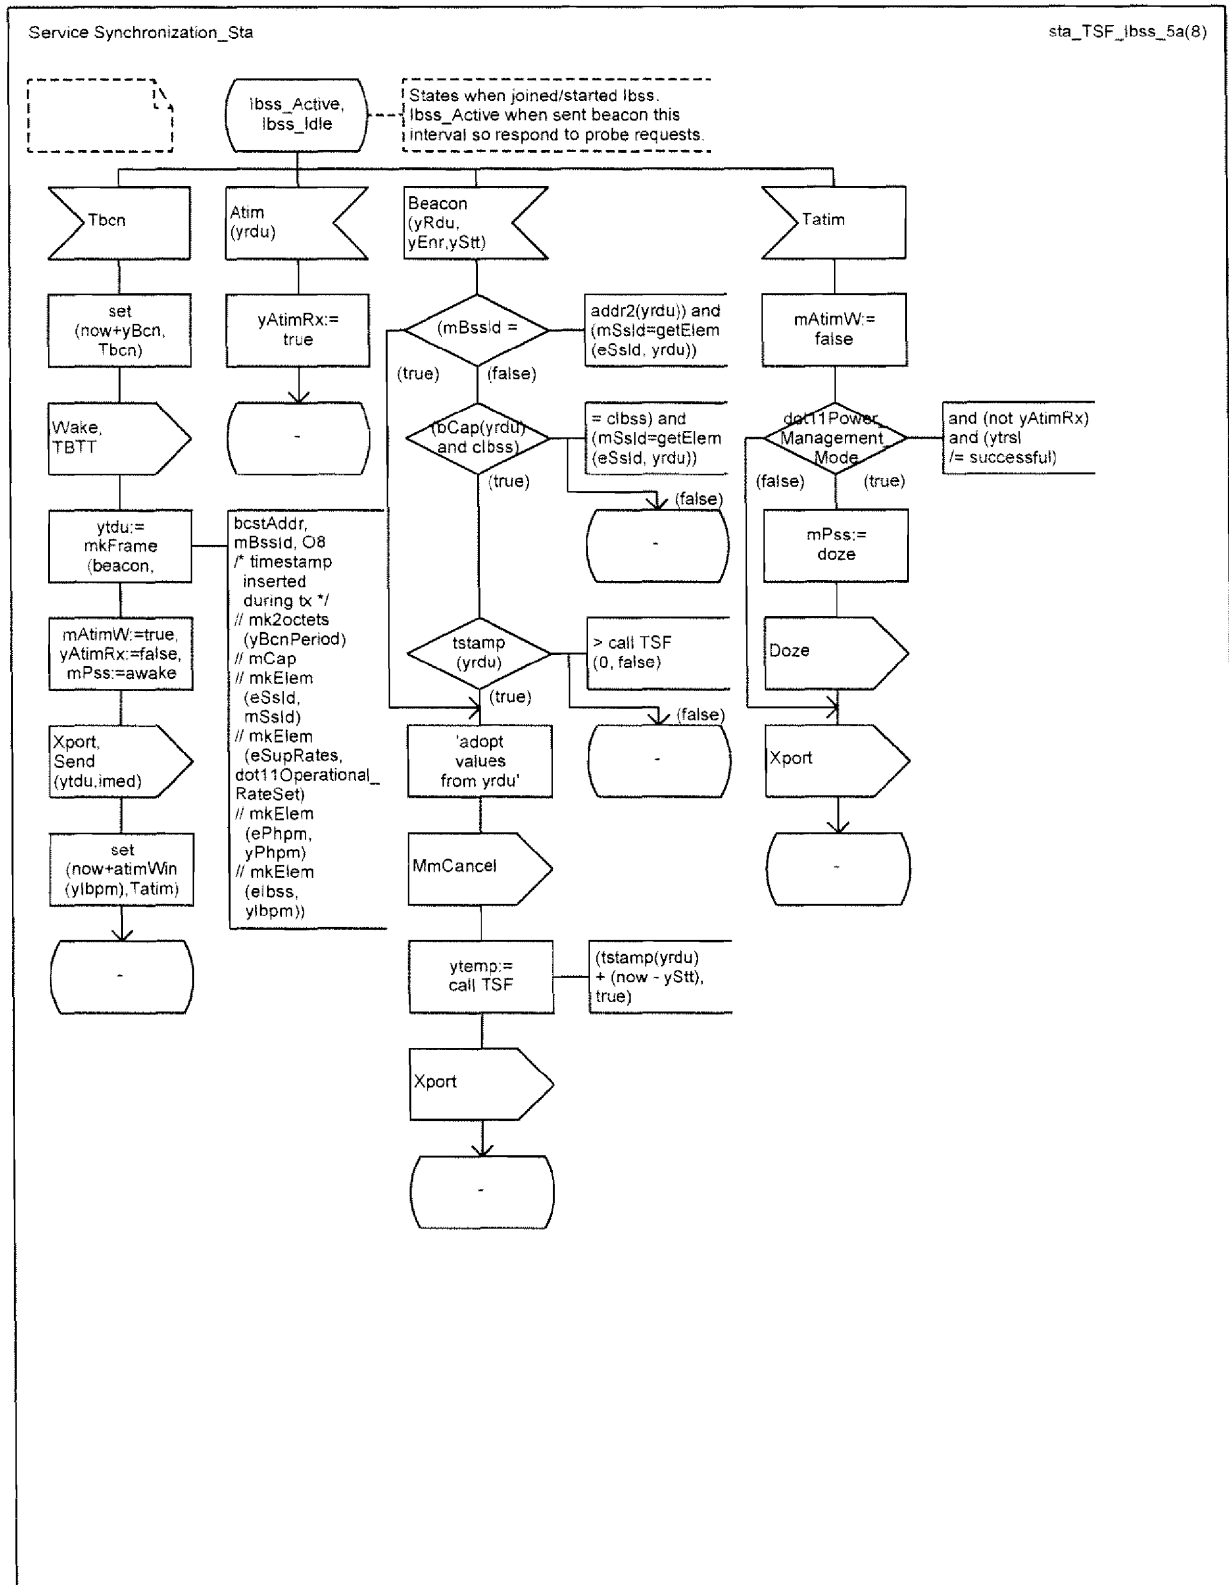 Service Synchronization_Sta
sta_TSF_Ibss_5a(8)
Ibss_Active,
Ibss_Idle
States when joined/started Ibss.
Ibss_Active when sent beacon this
interval so respond to probe requests.
Tbcn
set
(now+yBcn,
Tbcn)
Wake,
TBTT
ytdu:=
mkFrame
(beacon,
bcstAddr,
mBssId, O8
/* timestamp
inserted
during tx */
// mk2octets
(yBcnPeriod)
// mCap
// mkElem
(eSsId,
mSsId)
// mkElem
(eSupRates,
dot11Operational_
RateSet)
// mkElem
(ePhpm,
yPhpm)
// mkElem
(eIbss,
yIbpm))
mAtimW:=true,
yAtimRx:=false,
mPss:=awake
Xport,
Send
(ytdu,imed)
set
(now+atimWin
(yIbpm),Tatim)
-
Atim
(yrdu)
yAtimRx:=
true
-
Beacon
(yRdu,
yEnr,yStt)
(mBssId =
addr2(yrdu)) and
(mSsId=getElem
(eSsId, yrdu))
(true)
(false)
(bCap(yrdu)
and cIbss)
= cIbss) and
(mSsId=getElem
(eSsId, yrdu))
(true)
(false)
-
tstamp
(yrdu)
> call TSF
(0, false)
(true)
(false)
-
'adopt
values
from yrdu'
MmCancel
ytemp:=
call TSF
(tstamp(yrdu)
+ (now - yStt),
true)
Xport
-
Tatim
mAtimW:=
false
dot11Power_
Management_
Mode
and (not yAtimRx)
and (ytrsl
/= successful)
(false)
(true)
mPss:=
doze
Doze
Xport
-